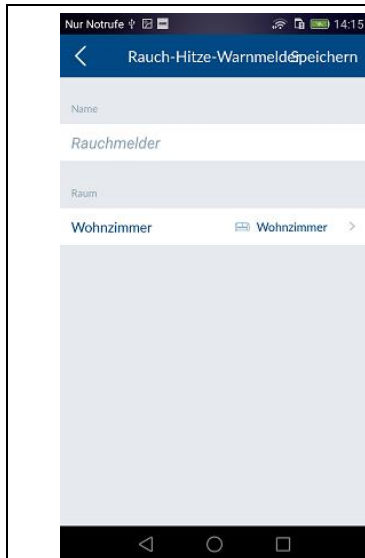 Nur Notrufe 14:15
Rauch-Hitze-Warnmelder Speichern
Name
Rauchmelder
Raum
Wohnzimmer Wohnzimmer